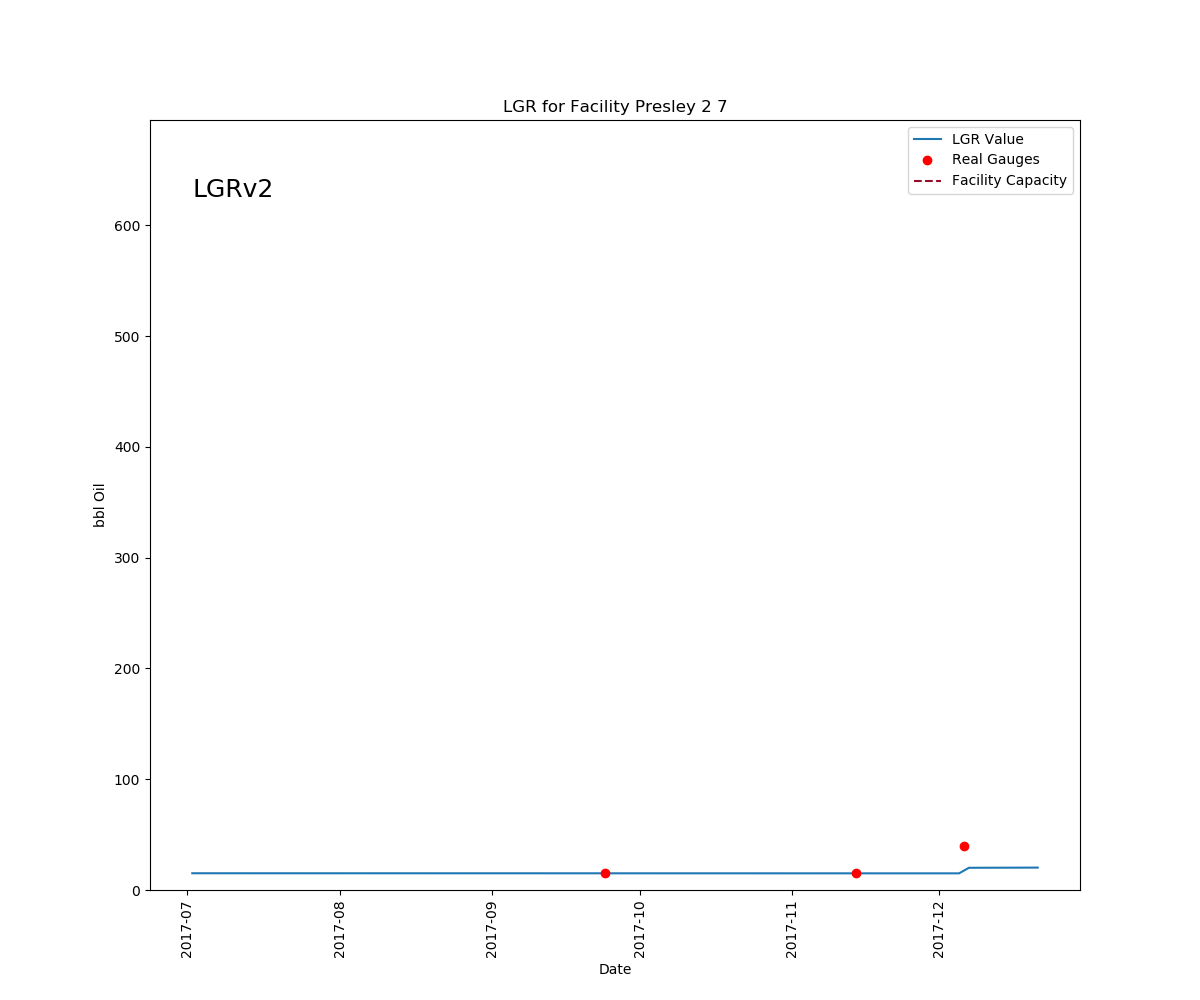 LGR for Facility Presley 2 7
LGRv2
LGR Value
Real Gauges
Facility Capacity
600
500
400
300
200
100
0
bbl Oil
2017-07
2017-08
2017-09
2017-10
2017-11
2017-12
Date